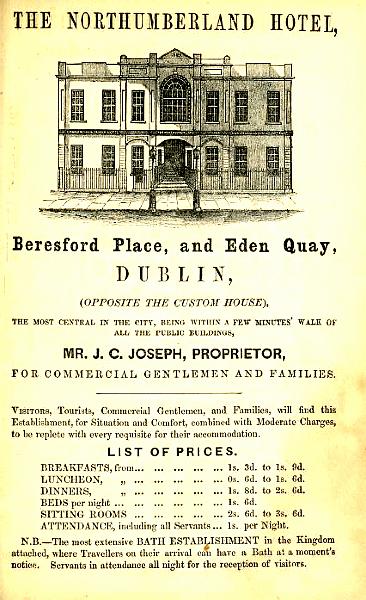 THE NORTHUMBERLAND HOTEL,
Beresford Place, and Eden Quay,
DUBLIN,
(OPPOSITE THE CUSTOM HOUSE),
THE MOST CENTRAL IN THE CITY, BEING WITHIN A FEW MINUTES' WALK OF
ALL THE PUBLIC BUILDINGS,
MR. J. C. JOSEPH, PROPRIETOR,
FOR COMMERCIAL GENTLEMEN AND FAMILIES.
VISITORS, Tourists, Commercial Gentlemen, and Families, will find this
Establishment, for Situation and Comfort, combined with Moderate Charges,
to be replete with every requisite for their accommodation.
LIST OF PRICES.
BREAKFASTS, from... ... ... ... ... 1s. 3d. to 1s. 9d.
LUNCHEON, „ ... ... ... ... ... 0s. 6d. to 1s. 6d.
DINNERS, „ ... ... ... ... ... 1s. 8d. to 2s. 6d.
BEDS per night ... ... ... ... ... 1s. 6d.
SITTING ROOMS ... ... ... ... ... 2s. 6d. to 3s. 6d.
ATTENDANCE, including all Servants... 1s. per Night.
N.B.—The most extensive BATH ESTABLISHMENT in the Kingdom
attached, where Travellers on their arrival can have a Bath at a moment's
notice. Servants in attendance all night for the reception of visitors.